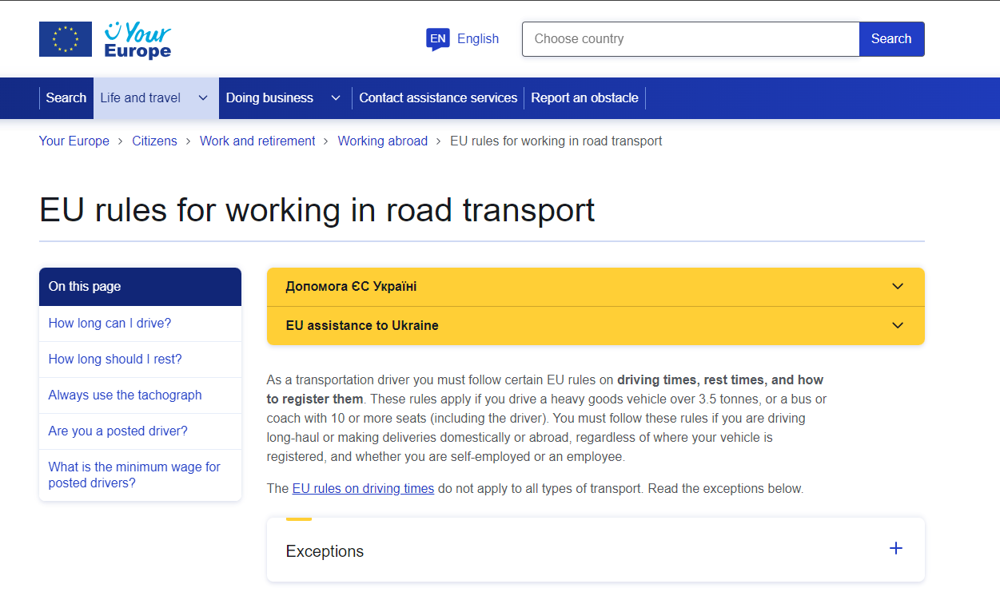 Your
Europe
EN English
Choose country
Search
Search
Life and travel
Doing business
Contact assistance services
Report an obstacle
Your Europe > Citizens > Work and retirement > Working abroad > EU rules for working in road transport
EU rules for working in road transport
On this page
How long can I drive?
How long should I rest?
Always use the tachograph
Are you a posted driver?
What is the minimum wage for
posted drivers?
Допомога ЄС Україні
EU assistance to Ukraine
As a transportation driver you must follow certain EU rules on driving times, rest times, and how
to register them. These rules apply if you drive a heavy goods vehicle over 3.5 tonnes, or a bus or
coach with 10 or more seats (including the driver). You must follow these rules if you are driving
long-haul or making deliveries domestically or abroad, regardless of where your vehicle is
registered, and whether you are self-employed or an employee.
The EU rules on driving times do not apply to all types of transport. Read the exceptions below.
Exceptions